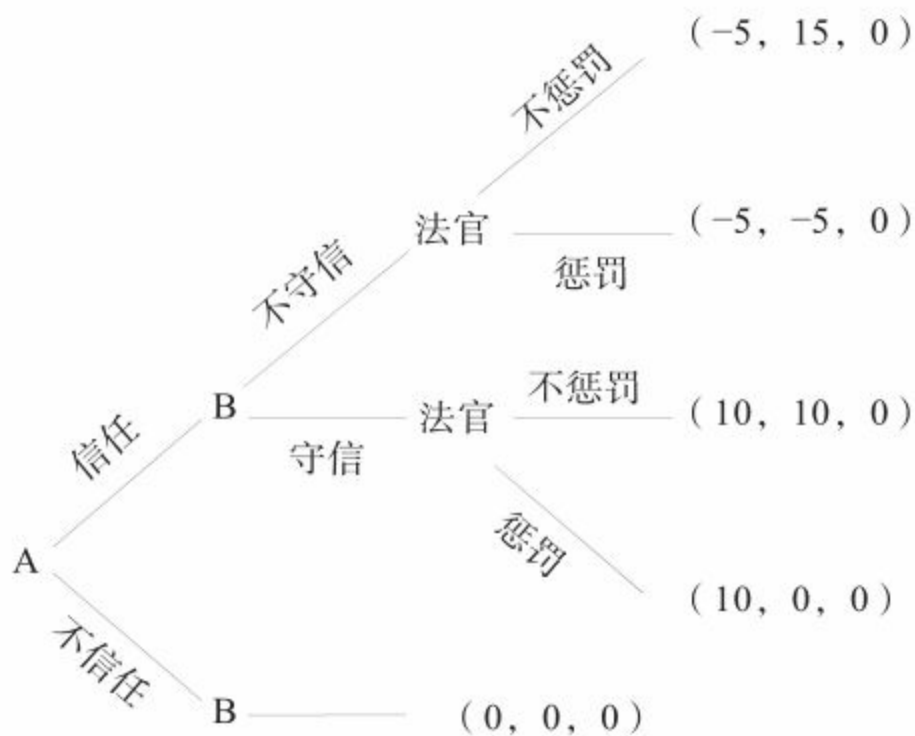 (-5, 15, 0)
不惩罚
法官
(-5, -5, 0)
惩罚
不守信
B
守信
法官
不惩罚
(10, 10, 0)
惩罚
(10, 0, 0)
信任
A
不信任
B
(0, 0, 0)